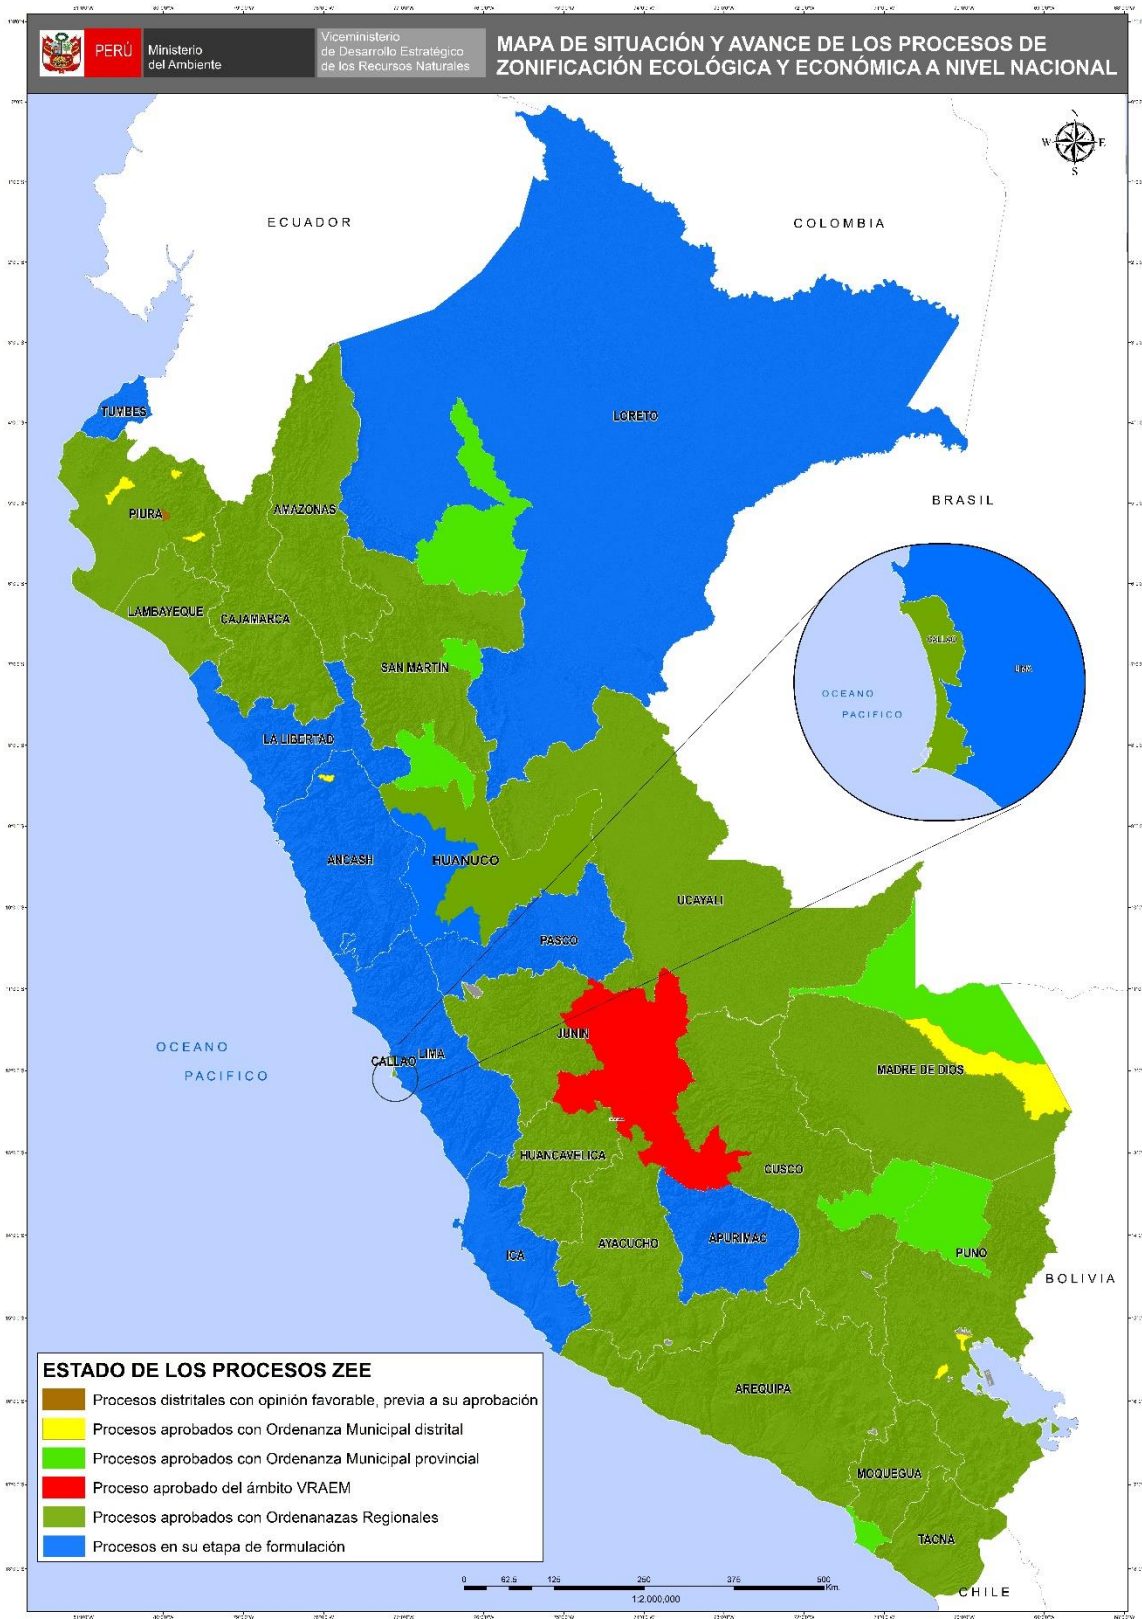 PERÚ
Ministerio
del Ambiente
Viceministerio
de Desarrollo Estratégico
de los Recursos Naturales
MAPA DE SITUACIÓN Y AVANCE DE LOS PROCESOS DE
ZONIFICACIÓN ECOLÓGICA Y ECONÓMICA A NIVEL NACIONAL
W E
S
ECUADOR
COLOMBIA
TUMBES
LORETO
BRASIL
PIURA
AMAZONAS
LAMBAYEQUE
CAJAMARCA
SAN MARTIN
CALLAO
LIMA
OCEANO
PACIFICO
LA LIBERTAD
ANCASH
HUANUCO
UCAYALI
PASCO
JUNIN
OCEANO
PACIFICO
CALLAO
LIMA
MADRE DE DIOS
HUANCAVELICA
CUSCO
AYACUCHO
APURIMAC
ICA
PUNO
BOLIVIA
AREQUIPA
MOQUEGUA
TACNA
CHILE
ESTADO DE LOS PROCESOS ZEE
Procesos distritales con opinión favorable, previa a su aprobación
Procesos aprobados con Ordenanza Municipal distrital
Procesos aprobados con Ordenanza Municipal provincial
Proceso aprobado del ámbito VRAEM
Procesos aprobados con Ordenanazas Regionales
Procesos en su etapa de formulación
0 62.5 125 250 375 500
Km.
1:2.000,000